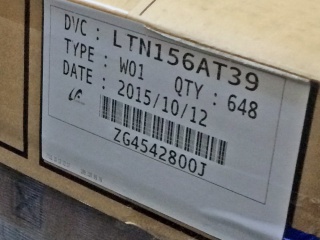 DVC : LTN156AT39
TYPE : W01 QTY : 648
DATE : 2015/10/12
ZG4542800J